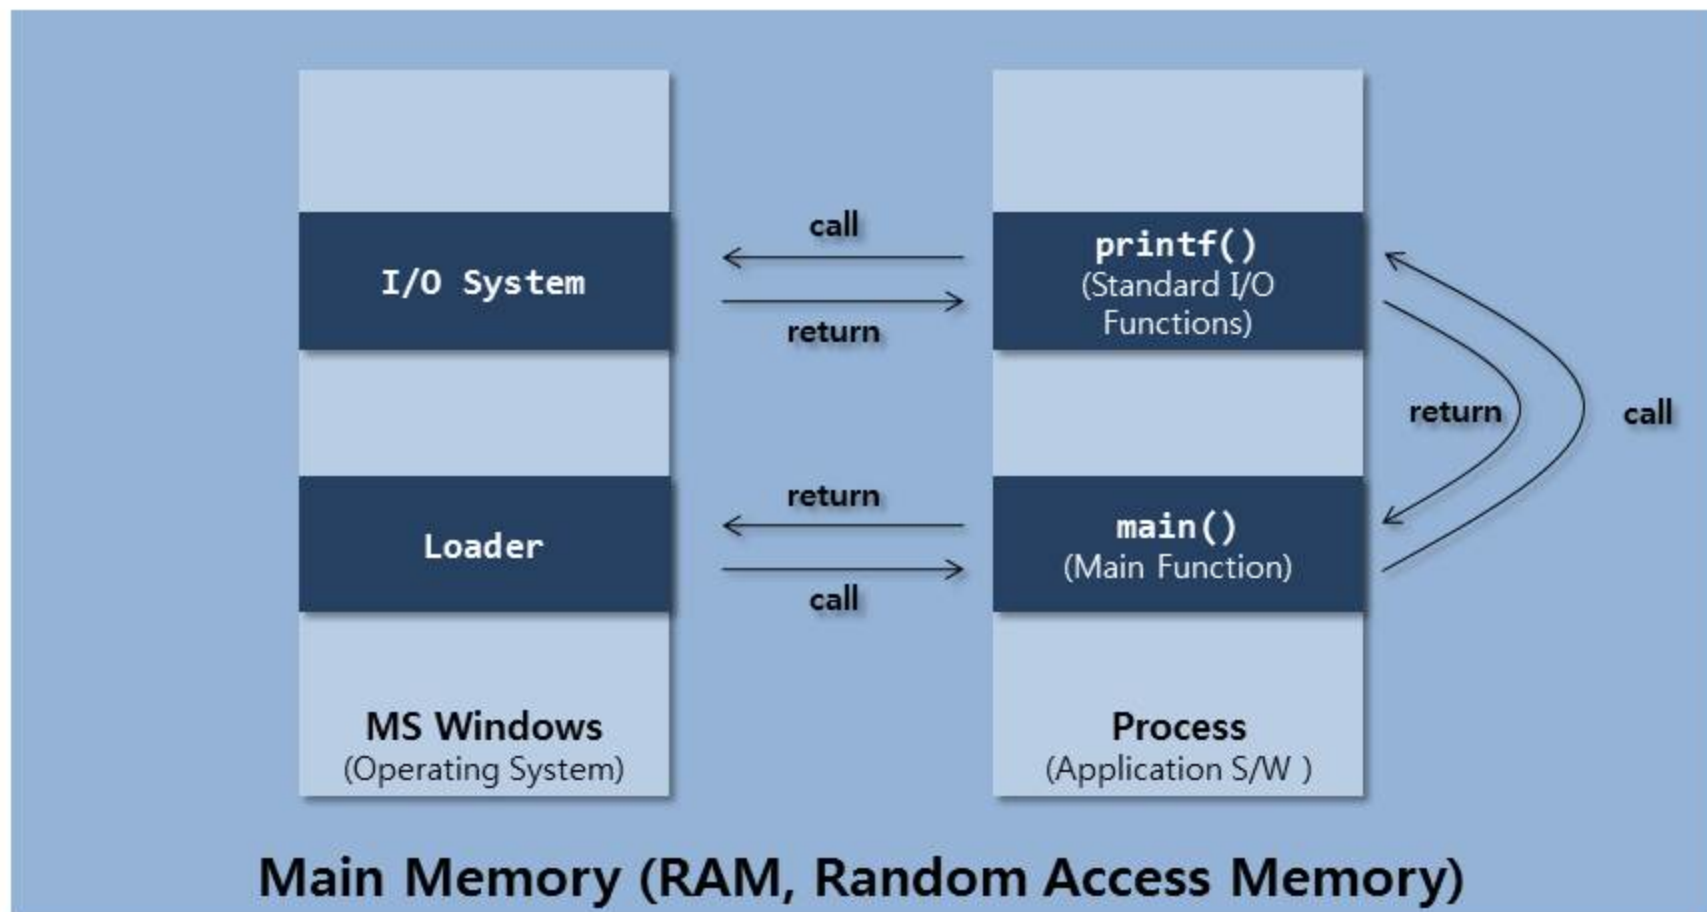 call
I/O System
printf()
(Standard I/O
Functions)
return
return
call
return
Loader
main()
(Main Function)
call
MS Windows
(Operating System)
Process
(Application S/W )
Main Memory (RAM, Random Access Memory)